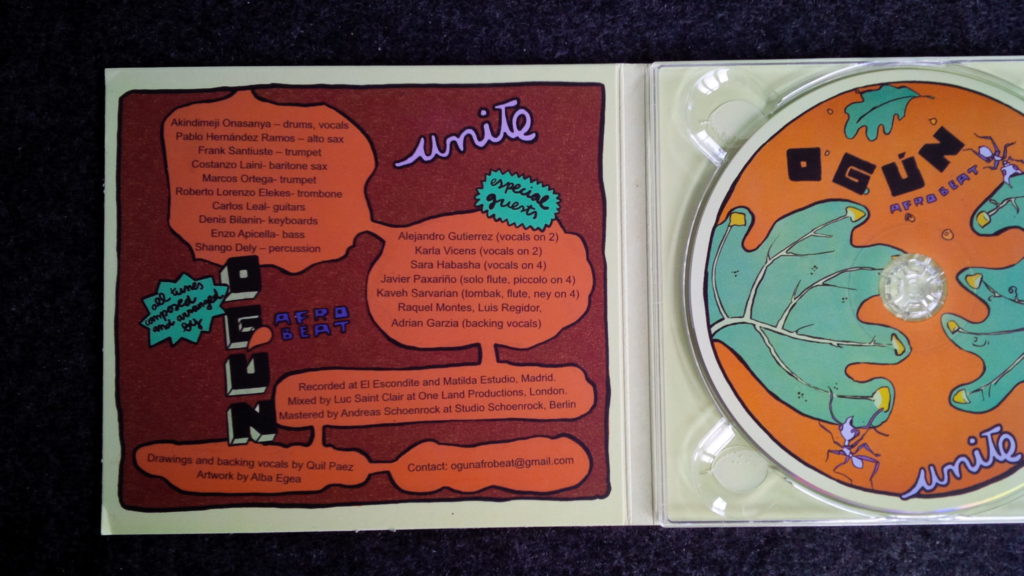 Akindimeji Onasanya – drums, vocals
Pablo Hernández Ramos – alto sax
Frank Santiuste – trumpet
Costanzo Laini- baritone sax
Marcos Ortega- trumpet
Roberto Lorenzo Elekes- trombone
Carlos Leal- guitars
Denis Bilanin- keyboards
Enzo Apicella- bass
Shango Dely – percussion
unite
especial
guests
Alejandro Gutierrez (vocals on 2)
Karla Vicens (vocals on 2)
Sara Habasha (vocals on 4)
Javier Paxariño (solo flute, piccolo on 4)
Kaveh Sarvarian (tombak, flute, ney on 4)
Raquel Montes, Luis Regidor,
Adrian Garzia (backing vocals)
all tunes
composed
and arranged
by
OGUN
AFRO
BEAT
Recorded at El Escondite and Matilda Estudio, Madrid.
Mixed by Luc Saint Clair at One Land Productions, London.
Mastered by Andreas Schoenrock at Studio Schoenrock, Berlin
Drawings and backing vocals by Quil Paez
Artwork by Alba Egea
Contact: ogunafrobeat@gmail.com
OGÚN
AFROBEAT
unite